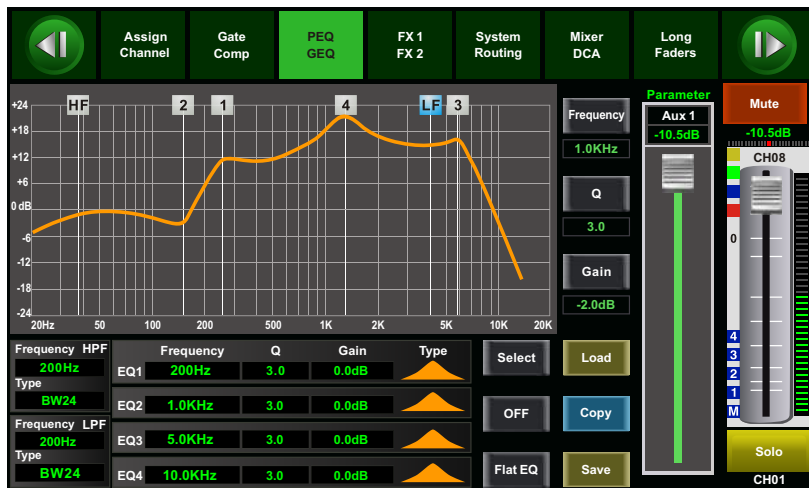 Assign
Channel
Gate
Comp
PEQ
GEQ
FX 1
FX 2
System
Routing
Mixer
DCA
Long
Faders
HF
2
1
4
LF
3
+24
+18
+12
+6
0 dB
-6
-12
-18
-24
20Hz 50 100 200 500 1K 2K 5K 10K 20K
Frequency
1.0KHz
Q
3.0
Gain
-2.0dB
Parameter
Aux 1
-10.5dB
Mute
-10.5dB
CH08
0
4
3
2
1
M
Solo
CH01
Frequency HPF
200Hz
Type
BW24
Frequency LPF
200Hz
Type
BW24
Frequency Q Gain Type
EQ1 200Hz 3.0 0.0dB
EQ2 1.0KHz 3.0 0.0dB
EQ3 5.0KHz 3.0 0.0dB
EQ4 10.0KHz 3.0 0.0dB
Select
Load
OFF
Copy
Flat EQ
Save